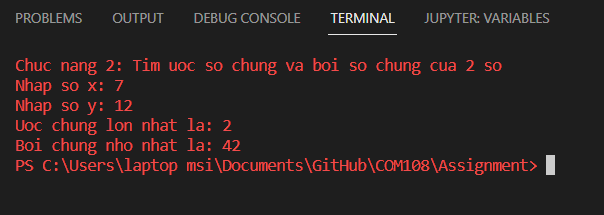 PROBLEMS OUTPUT DEBUG CONSOLE TERMINAL JUPYTER: VARIABLES
Chuc nang 2: Tim uoc so chung va boi so chung cua 2 so
Nhap so x: 7
Nhap so y: 12
Uoc chung lon nhat la: 2
Boi chung nho nhat la: 42
PS C:\Users\laptop msi\Documents\GitHub\COM108\Assignment>